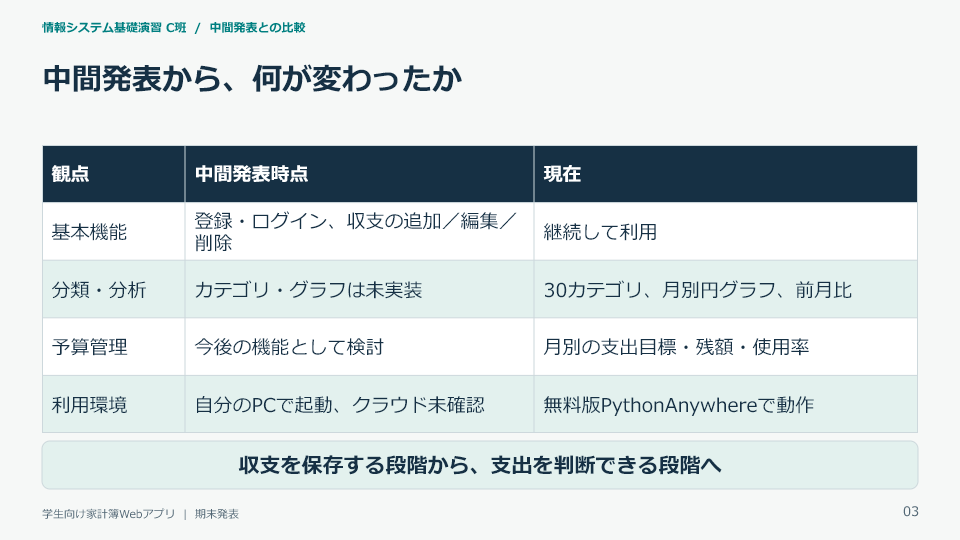 情報システム基礎演習 C班 / 中間発表との比較
中間発表から、何が変わったか
観点 中間発表時点 現在
基本機能 登録・ログイン、収支の追加／編集／
削除 継続して利用
分類・分析 カテゴリ・グラフは未実装 30カテゴリ、月別円グラフ、前月比
予算管理 今後の機能として検討 月別の支出目標・残額・使用率
利用環境 自分のPCで起動、クラウド未確認 無料版PythonAnywhereで動作
収支を保存する段階から、支出を判断できる段階へ
学生向け家計簿Webアプリ | 期末発表 03